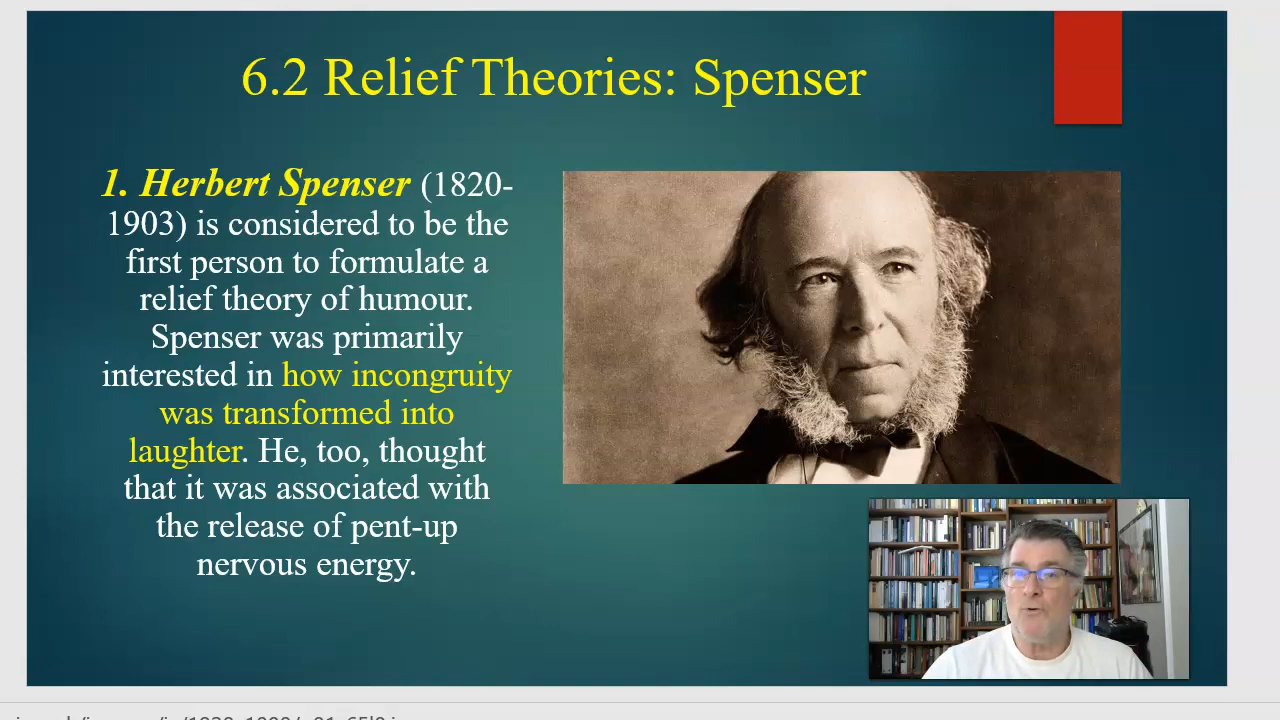 6.2 Relief Theories: Spenser
1. Herbert Spenser (1820-
1903) is considered to be the
first person to formulate a
relief theory of humour.
Spenser was primarily
interested in how incongruity
was transformed into
laughter. He, too, thought
that it was associated with
the release of pent-up
nervous energy.